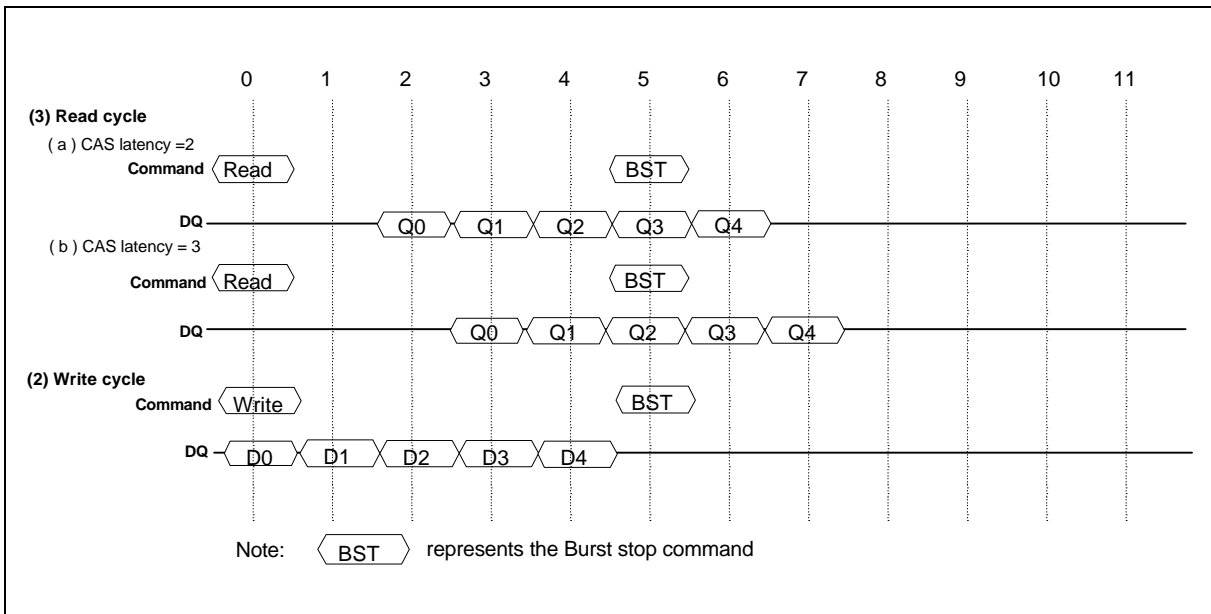 0 1 2 3 4 5 6 7 8 9 10 11
(3) Read cycle
( a ) CAS latency =2
Command Read BST
DQ Q0 Q1 Q2 Q3 Q4
( b ) CAS latency = 3
Command Read BST
DQ Q0 Q1 Q2 Q3 Q4
(2) Write cycle
Command Write BST
DQ D0 D1 D2 D3 D4
Note: BST represents the Burst stop command